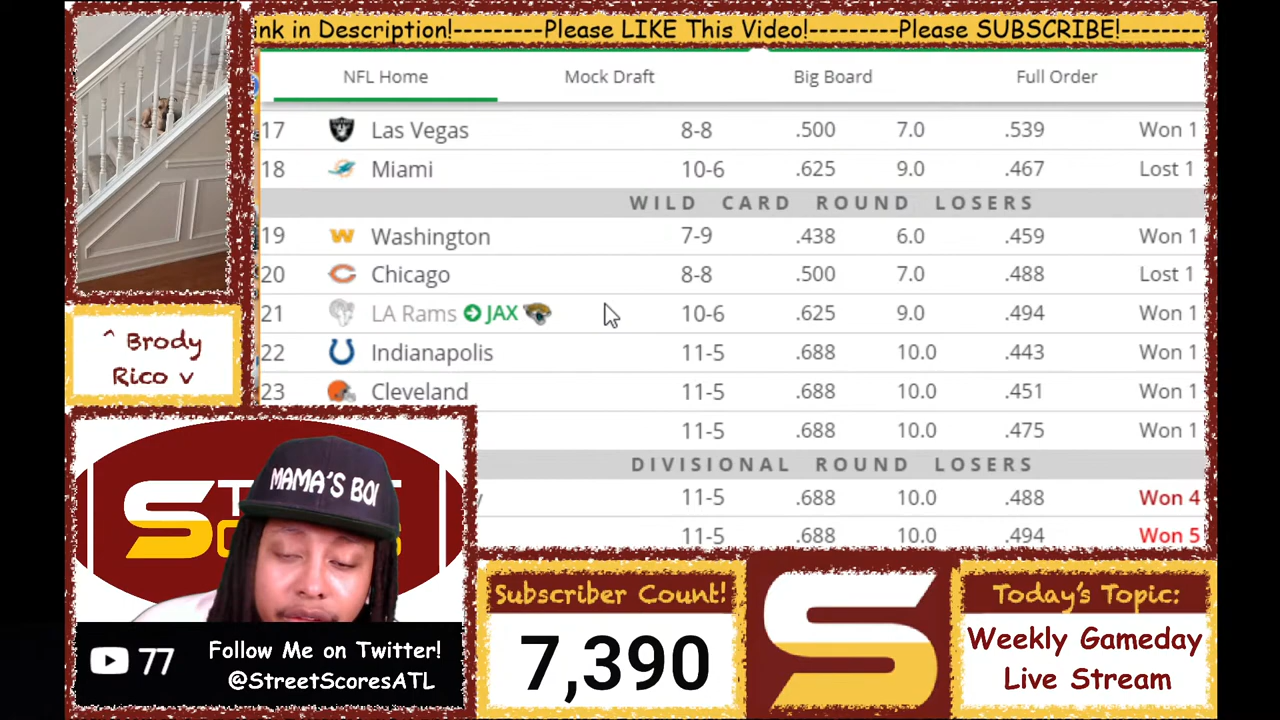 nk in Description!---------Please LIKE This Video!---------Please SUBSCRIBE!---------
NFL Home Mock Draft Big Board Full Order
17 Las Vegas 8-8 .500 7.0 .539 Won 1
18 Miami 10-6 .625 9.0 .467 Lost 1
WILD CARD ROUND LOSERS
19 Washington 7-9 .438 6.0 .459 Won 1
20 Chicago 8-8 .500 7.0 .488 Lost 1
21 LA Rams JAX 10-6 .625 9.0 .494 Won 1
22 Indianapolis 11-5 .688 10.0 .443 Won 1
23 Cleveland 11-5 .688 10.0 .451 Won 1
11-5 .688 10.0 .475 Won 1
DIVISIONAL ROUND LOSERS
11-5 .688 10.0 .488 Won 4
11-5 .688 10.0 .494 Won 5
^ Brody
Rico v
MAMA'S BOI
77
Follow Me on Twitter!
@StreetScoresATL
Subscriber Count!
7,390
S
Today's Topic:
Weekly Gameday
Live Stream